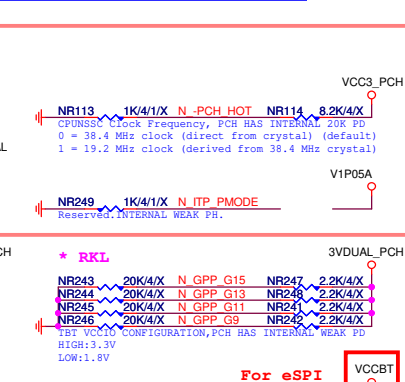 VCC3_PCH
NR113 1K/4/1/X N_-PCH_HOT NR114 8.2K/4/X
CPUNSSC Clock Frequency, PCH HAS INTERNAL 20K PD
0 = 38.4 MHz clock (direct from crystal) (default)
1 = 19.2 MHz clock (derived from 38.4 MHz crystal)
V1P05A
NR249 1K/4/1/X N_ITP_PMODE
Reserved.INTERNAL WEAK PH.
* RKL
3VDUAL_PCH
NR243 20K/4/X N_GPP_G15 NR247 2.2K/4/X
NR244 20K/4/X N_GPP_G13 NR248 2.2K/4/X
NR245 20K/4/X N_GPP_G11 NR241 2.2K/4/X
NR246 20K/4/X N_GPP_G9 NR242 2.2K/4/X
TBT VCCIO CONFIGURATION,PCH HAS INTERNAL WEAK PD
HIGH:3.3V
LOW:1.8V
For eSPI
VCCBT